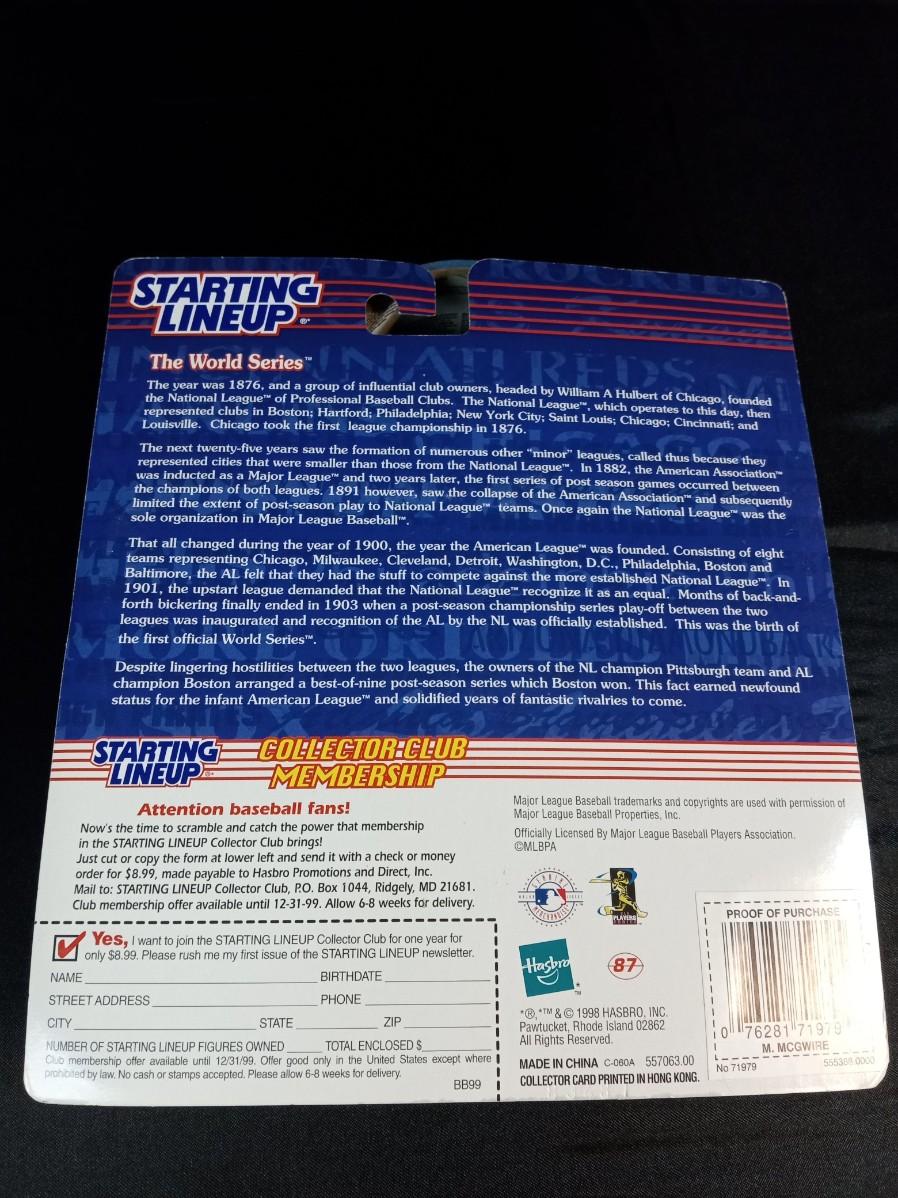 STARTING
LINEUP ®*
The World Series™
The year was 1876, and a group of influential club owners, headed by William A Hulbert of Chicago, founded
the National League™ of Professional Baseball Clubs. The National League™, which operates to this day, then
represented clubs in Boston; Hartford; Philadelphia; New York City; Saint Louis; Chicago; Cincinnati; and
Louisville. Chicago took the first league championship in 1876.
The next twenty-five years saw the formation of numerous other "minor" leagues, called thus because they
represented cities that were smaller than those from the National League™. In 1882, the American Association™
was inducted as a Major League™ and two years later, the first series of post season games occurred between
the champions of both leagues. 1891 however, saw the collapse of the American Association™ and subsequently
limited the extent of post-season play to National League™ teams. Once again the National League™ was the
sole organization in Major League Baseball™.
That all changed during the year of 1900, the year the American League™ was founded. Consisting of eight
teams representing Chicago, Milwaukee, Cleveland, Detroit, Washington, D.C., Philadelphia, Boston and
Baltimore, the AL felt that they had the stuff to compete against the more established National League™. In
1901, the upstart league demanded that the National League™ recognize it as an equal. Months of back-and-
forth bickering finally ended in 1903 when a post-season championship series play-off between the two
leagues was inaugurated and recognition of the AL by the NL was officially established. This was the birth of
the first official World Series™.
Despite lingering hostilities between the two leagues, the owners of the NL champion Pittsburgh team and AL
champion Boston arranged a best-of-nine post-season series which Boston won. This fact earned newfound
status for the infant American League™ and solidified years of fantastic rivalries to come.
STARTING
LINEUP ®*
COLLECTOR CLUB
MEMBERSHIP
Attention baseball fans!
Now's the time to scramble and catch the power that membership
in the STARTING LINEUP Collector Club brings!
Just cut or copy the form at lower left and send it with a check or money
order for $8.99, made payable to Hasbro Promotions and Direct, Inc.
Mail to: STARTING LINEUP Collector Club, P.O. Box 1044, Ridgely, MD 21681.
Club membership offer available until 12-31-99. Allow 6-8 weeks for delivery.
Yes, I want to join the STARTING LINEUP Collector Club for one year for
only $8.99. Please rush me my first issue of the STARTING LINEUP newsletter.
NAME BIRTHDATE
STREET ADDRESS PHONE
CITY STATE ZIP
NUMBER OF STARTING LINEUP FIGURES OWNED TOTAL ENCLOSED $
Club membership offer available until 12/31/99. Offer good only in the United States except where
prohibited by law. No cash or stamps accepted. Please allow 6-8 weeks for delivery.
BB99
Major League Baseball trademarks and copyrights are used with permission of
Major League Baseball Properties, Inc.
Officially Licensed By Major League Baseball Players Association.
©MLBPA
PLAYERS
Hasbro
87
*®,*™ & © 1998 HASBRO, INC.
Pawtucket, Rhode Island 02862
All Rights Reserved.
MADE IN CHINA C-060A 557063.00
COLLECTOR CARD PRINTED IN HONG KONG.
PROOF OF PURCHASE
0 76281 71979
M. MCGWIRE
No 71979